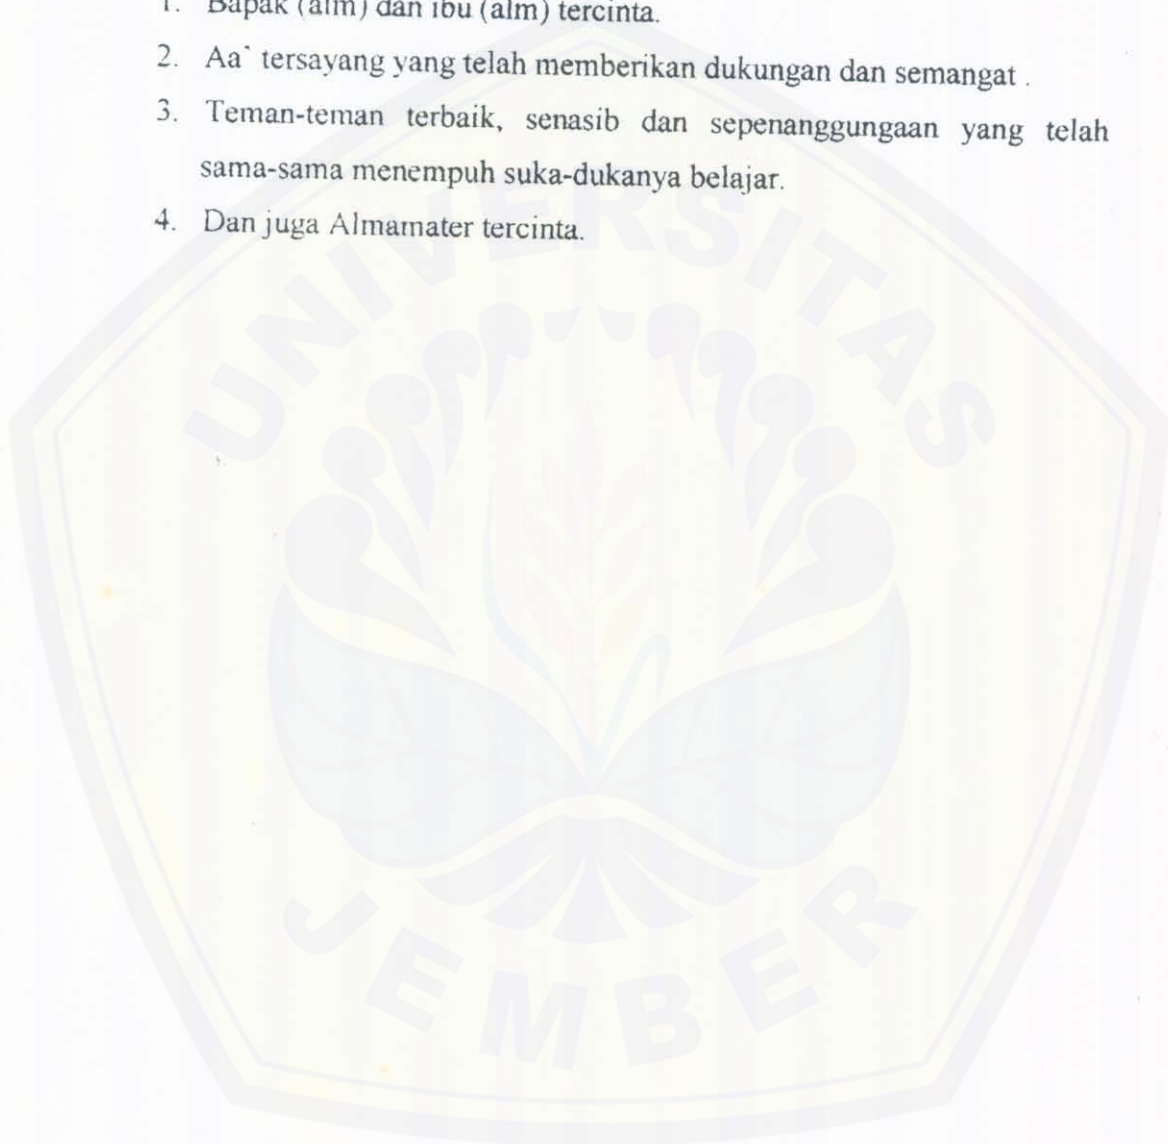 1. Bapak (alm) dan ibu (alm) tercinta.
2. Aa` tersayang yang telah memberikan dukungan dan semangat .
3. Teman-teman terbaik, senasib dan sepenanggungaan yang telah
sama-sama menempuh suka-dukanya belajar.
4. Dan juga Almamater tercinta.
UNIVERSITAS
JEMBER